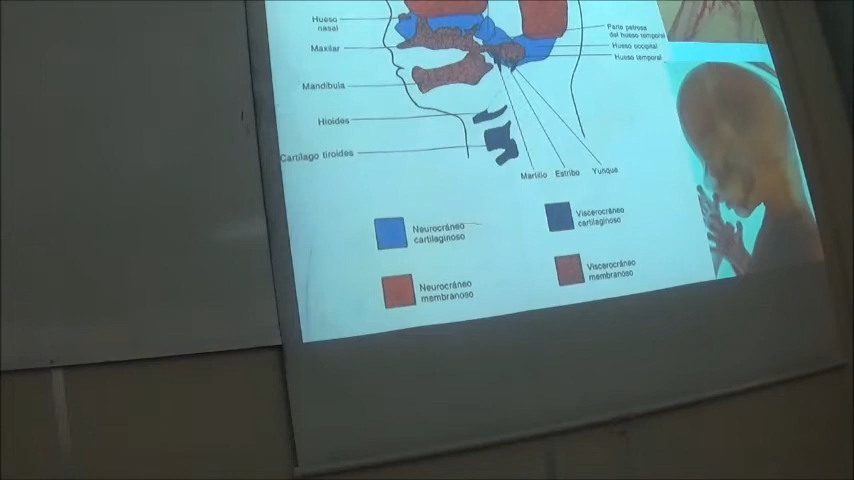 Hueso
nasal
Maxilar
Mandíbula
Hioides
Cartílago tiroides
Parte petrosa
del hueso temporal
Hueso occipital
Hueso temporal
Martillo Estribo Yunque
Neurocráneo
cartilaginoso
Neurocráneo
membranoso
Viscerocráneo
cartilaginoso
Viscerocráneo
membranoso